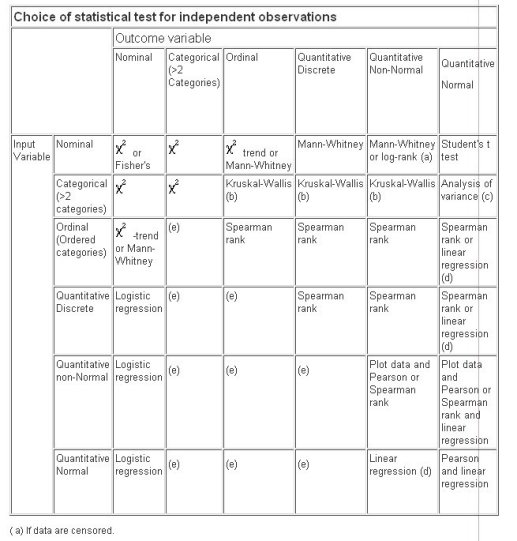 Choice of statistical test for independent observations
Outcome variable
Nominal
Categorical
(>2
Categories)
Ordinal
Quantitative
Discrete
Quantitative
Non-Normal
Quantitative
Normal
Input
Variable
Nominal
χ² or
Fisher's
χ²
χ² trend or
Mann-Whitney
Mann-Whitney
Mann-Whitney
or log-rank (a)
Student's t
test
Categorical
(>2
categories)
χ²
χ²
Kruskal-Wallis
(b)
Kruskal-Wallis
(b)
Kruskal-Wallis
(b)
Analysis of
variance (c)
Ordinal
(Ordered
categories)
χ² -trend
or Mann-
Whitney
(e)
Spearman
rank
Spearman
rank
Spearman
rank
Spearman
rank or
linear
regression
(d)
Quantitative
Discrete
Logistic
regression
(e)
(e)
Spearman
rank
Spearman
rank
Spearman
rank or
linear
regression
(d)
Quantitative
non-Normal
Logistic
regression
(e)
(e)
(e)
Plot data and
Pearson or
Spearman
rank
Plot data
and
Pearson or
Spearman
rank and
linear
regression
Quantitative
Normal
Logistic
regression
(e)
(e)
(e)
Linear
regression (d)
Pearson
and linear
regression
( a) If data are censored.